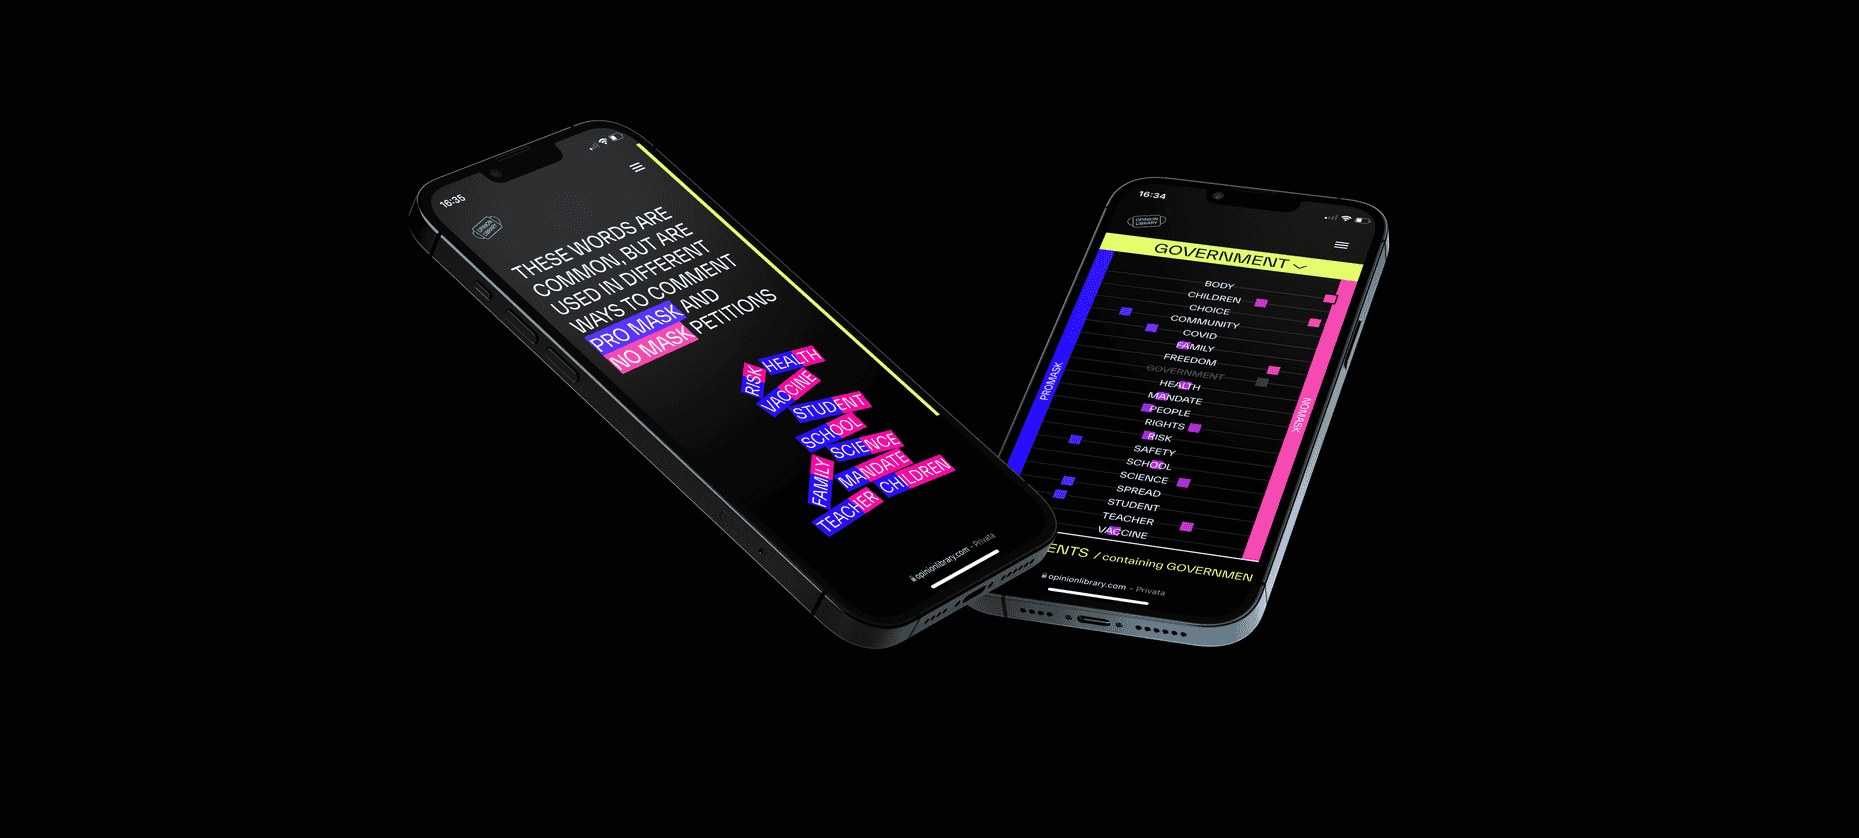 16:35
OPINION
LIBRARY
THESE WORDS ARE
COMMON, BUT ARE
USED IN DIFFERENT
WAYS TO COMMENT
PRO MASK AND
NO MASK PETITIONS
HEALTH
RISK
VACCINE
STUDENT
SCHOOL
SCIENCE
FAMILY
MANDATE
CHILDREN
TEACHER
opinionlibrary.com - Privata
16:34
OPINION
LIBRARY
GOVERNMENT
PROMASK
NOMASK
BODY
CHILDREN
CHOICE
COMMUNITY
COVID
FAMILY
FREEDOM
GOVERNMENT
HEALTH
MANDATE
PEOPLE
RIGHTS
RISK
SAFETY
SCHOOL
SCIENCE
SPREAD
STUDENT
TEACHER
VACCINE
ENTS / containing GOVERNMEN
opinionlibrary.com - Privata